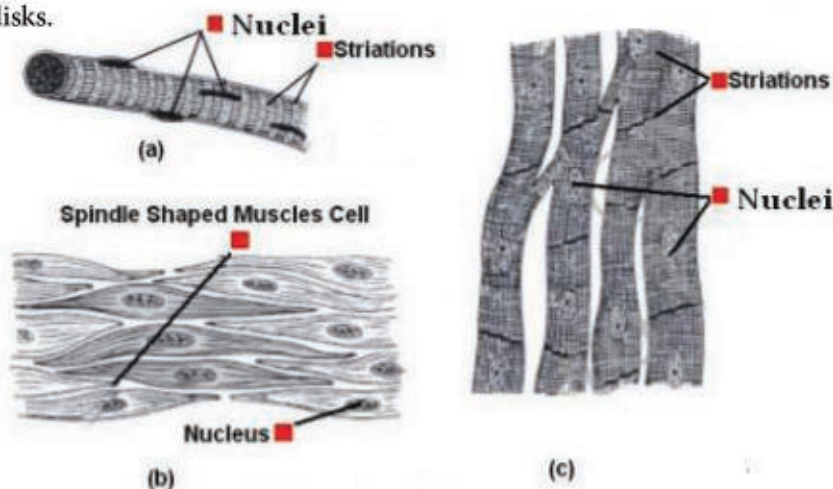 disks.
Nuclei
Striations
(a)
Spindle Shaped Muscles Cell
Nucleus
(b)
Striations
Nuclei
(c)